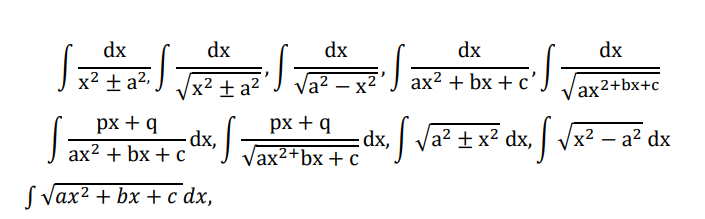 ∫ dx/(x² ± a²), ∫ dx/√(x² ± a²), ∫ dx/√(a² − x²), ∫ dx/(ax² + bx + c), ∫ dx/√(ax²⁺ᵇˣ⁺ᶜ)
∫ (px + q)/(ax² + bx + c) dx, ∫ (px + q)/√(ax²⁺bx + c) dx, ∫ √(a² ± x²) dx, ∫ √(x² − a²) dx
∫ √(ax² + bx + c) dx,